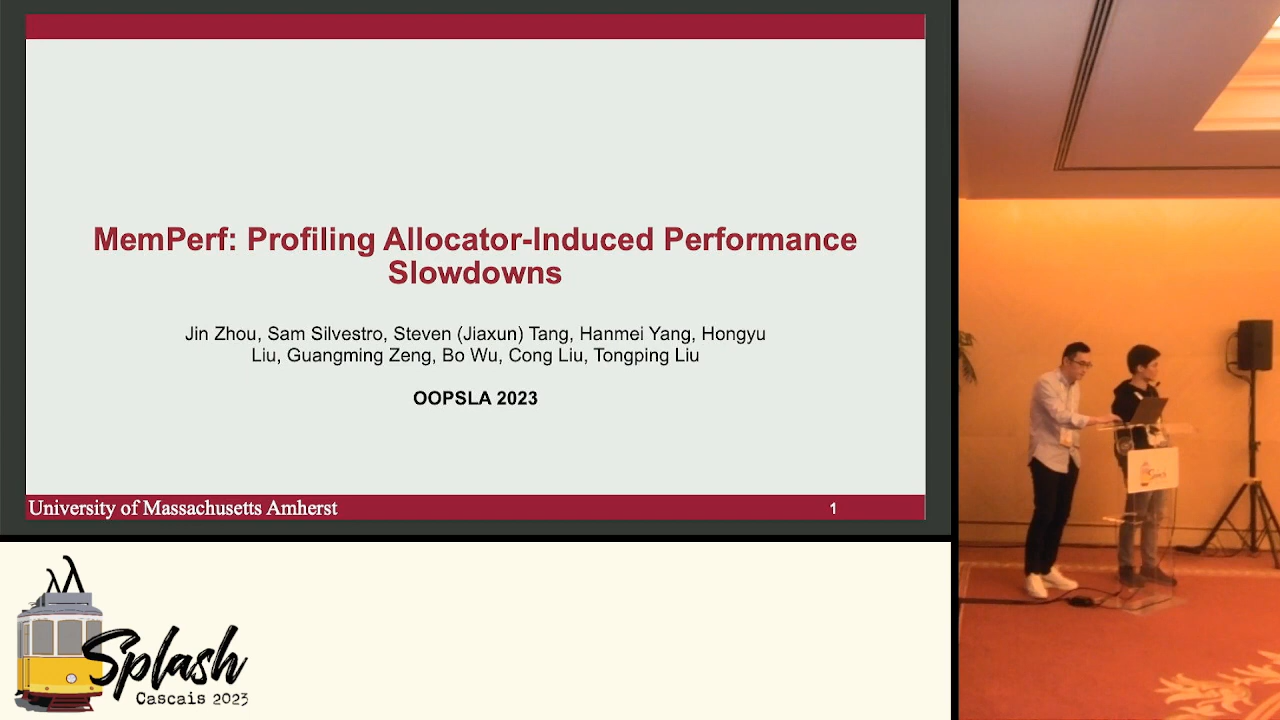 MemPerf: Profiling Allocator-Induced Performance
Slowdowns
Jin Zhou, Sam Silvestro, Steven (Jiaxun) Tang, Hanmei Yang, Hongyu
Liu, Guangming Zeng, Bo Wu, Cong Liu, Tongping Liu
OOPSLA 2023
University of Massachusetts Amherst
1
Splash
Cascais 2023